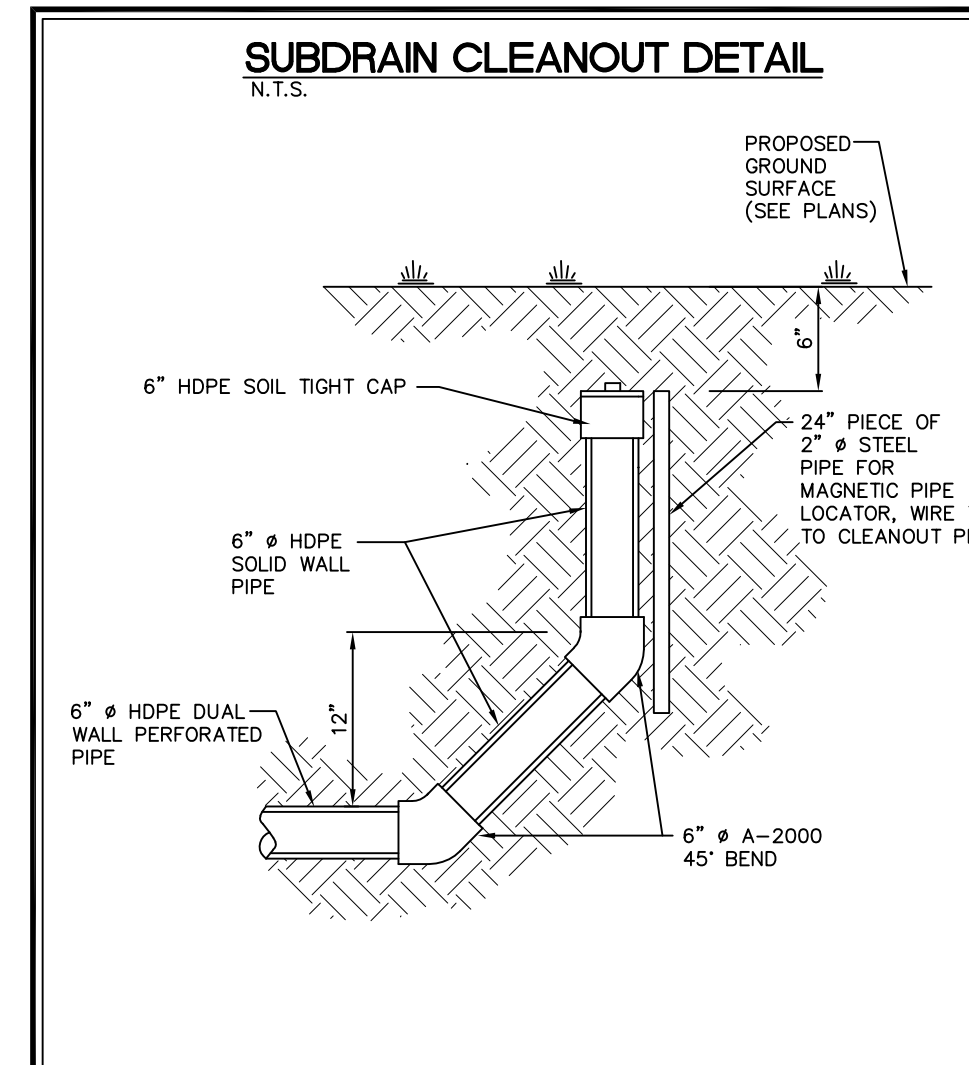 SUBDRAIN CLEANOUT DETAIL
N.T.S.
PROPOSED
GROUND
SURFACE
(SEE PLANS)
6"
6" HDPE SOIL TIGHT CAP
24" PIECE OF
2" ø STEEL
PIPE FOR
MAGNETIC PIPE
LOCATOR, WIRE
TO CLEANOUT
6" ø HDPE
SOLID WALL
PIPE
12"
6" ø HDPE DUAL
WALL PERFORATED
PIPE
6" ø A-2000
45° BEND